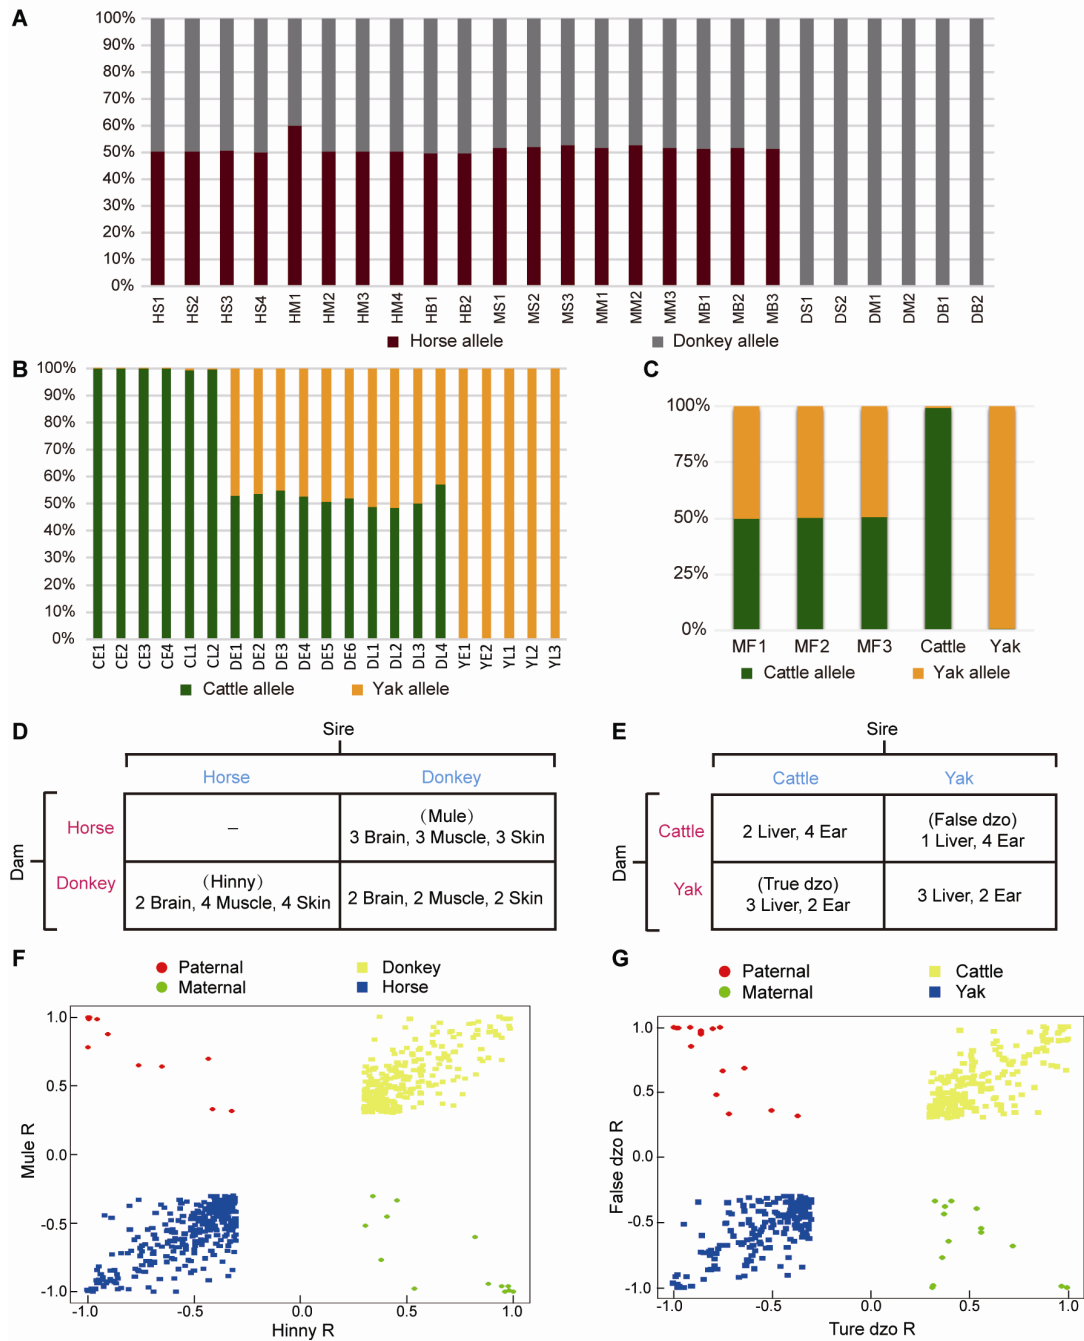 A
100%
90%
80%
70%
60%
50%
40%
30%
20%
10%
0%
HS1 HS2 HS3 HS4 HM1 HM2 HM3 HM4 HB1 HB2 MS1 MS2 MS3 MM1 MM2 MM3 MB1 MB2 MB3 DS1 DS2 DM1 DM2 DB1 DB2
Horse allele Donkey allele
B
100%
90%
80%
70%
60%
50%
40%
30%
20%
10%
0%
CE1 CE2 CE3 CE4 CL1 CL2 DE1 DE2 DE3 DE4 DE5 DE6 DL1 DL2 DL3 DL4 YE1 YE2 YL1 YL2 YL3
Cattle allele Yak allele
C
100%
75%
50%
25%
0%
MF1 MF2 MF3 Cattle Yak
Cattle allele Yak allele
D
Sire
Horse Donkey
Dam
Horse
–
(Mule)
3 Brain, 3 Muscle, 3 Skin
Donkey
(Hinny)
2 Brain, 4 Muscle, 4 Skin
2 Brain, 2 Muscle, 2 Skin
E
Sire
Cattle Yak
Dam
Cattle
2 Liver, 4 Ear
(False dzo)
1 Liver, 4 Ear
Yak
(True dzo)
3 Liver, 2 Ear
3 Liver, 2 Ear
F
Paternal Donkey
Maternal Horse
Mule R
1.0
0.5
0.0
-0.5
-1.0
-1.0 -0.5 0.0 0.5 1.0
Hinny R
G
Paternal Cattle
Maternal Yak
False dzo R
1.0
0.5
0.0
-0.5
-1.0
-1.0 -0.5 0.0 0.5 1.0
Ture dzo R